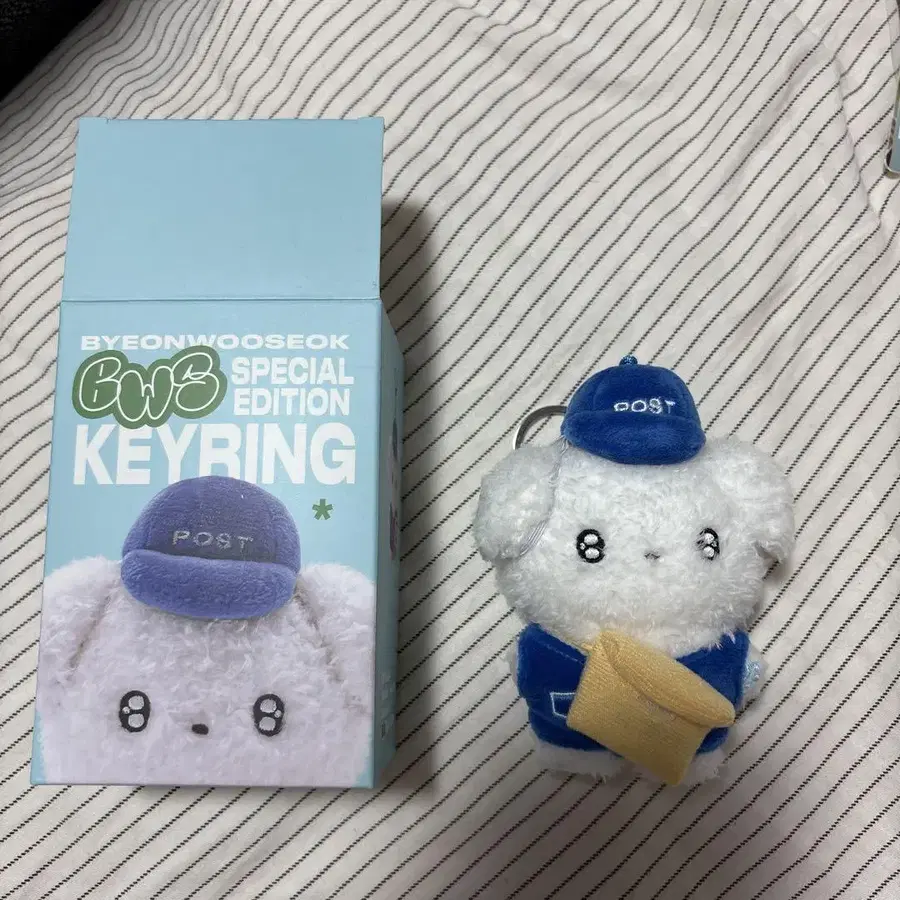 BYEONWOOSEOK
BWS
SPECIAL
EDITION
KEYRING
*
POST
POST